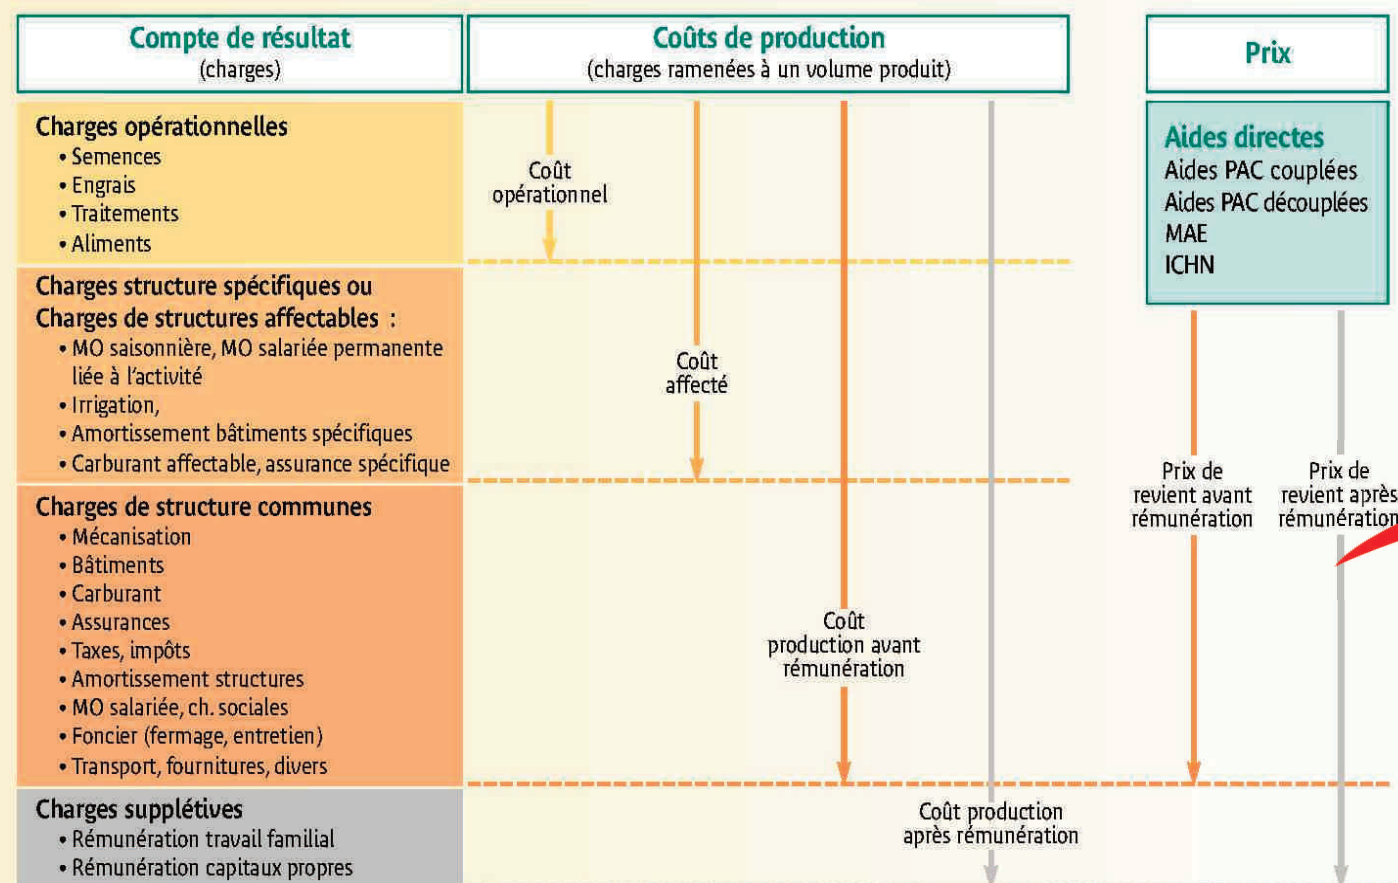 Compte de résultat
(charges)
Coûts de production
(charges ramenées à un volume produit)
Prix
Charges opérationnelles
• Semences
• Engrais
• Traitements
• Aliments
Coût
opérationnel
Aides directes
Aides PAC couplées
Aides PAC découplées
MAE
ICHN
Charges structure spécifiques ou
Charges de structures affectables :
• MO saisonnière, MO salariée permanente
liée à l'activité
• Irrigation,
• Amortissement bâtiments spécifiques
• Carburant affectable, assurance spécifique
Coût
affecté
Prix de
revient avant
rémunération
Prix de
revient après
rémunération
Charges de structure communes
• Mécanisation
• Bâtiments
• Carburant
• Assurances
• Taxes, impôts
• Amortissement structures
• MO salariée, ch. sociales
• Foncier (fermage, entretien)
• Transport, fournitures, divers
Coût
production avant
rémunération
Charges supplétives
• Rémunération travail familial
• Rémunération capitaux propres
Coût production
après rémunération